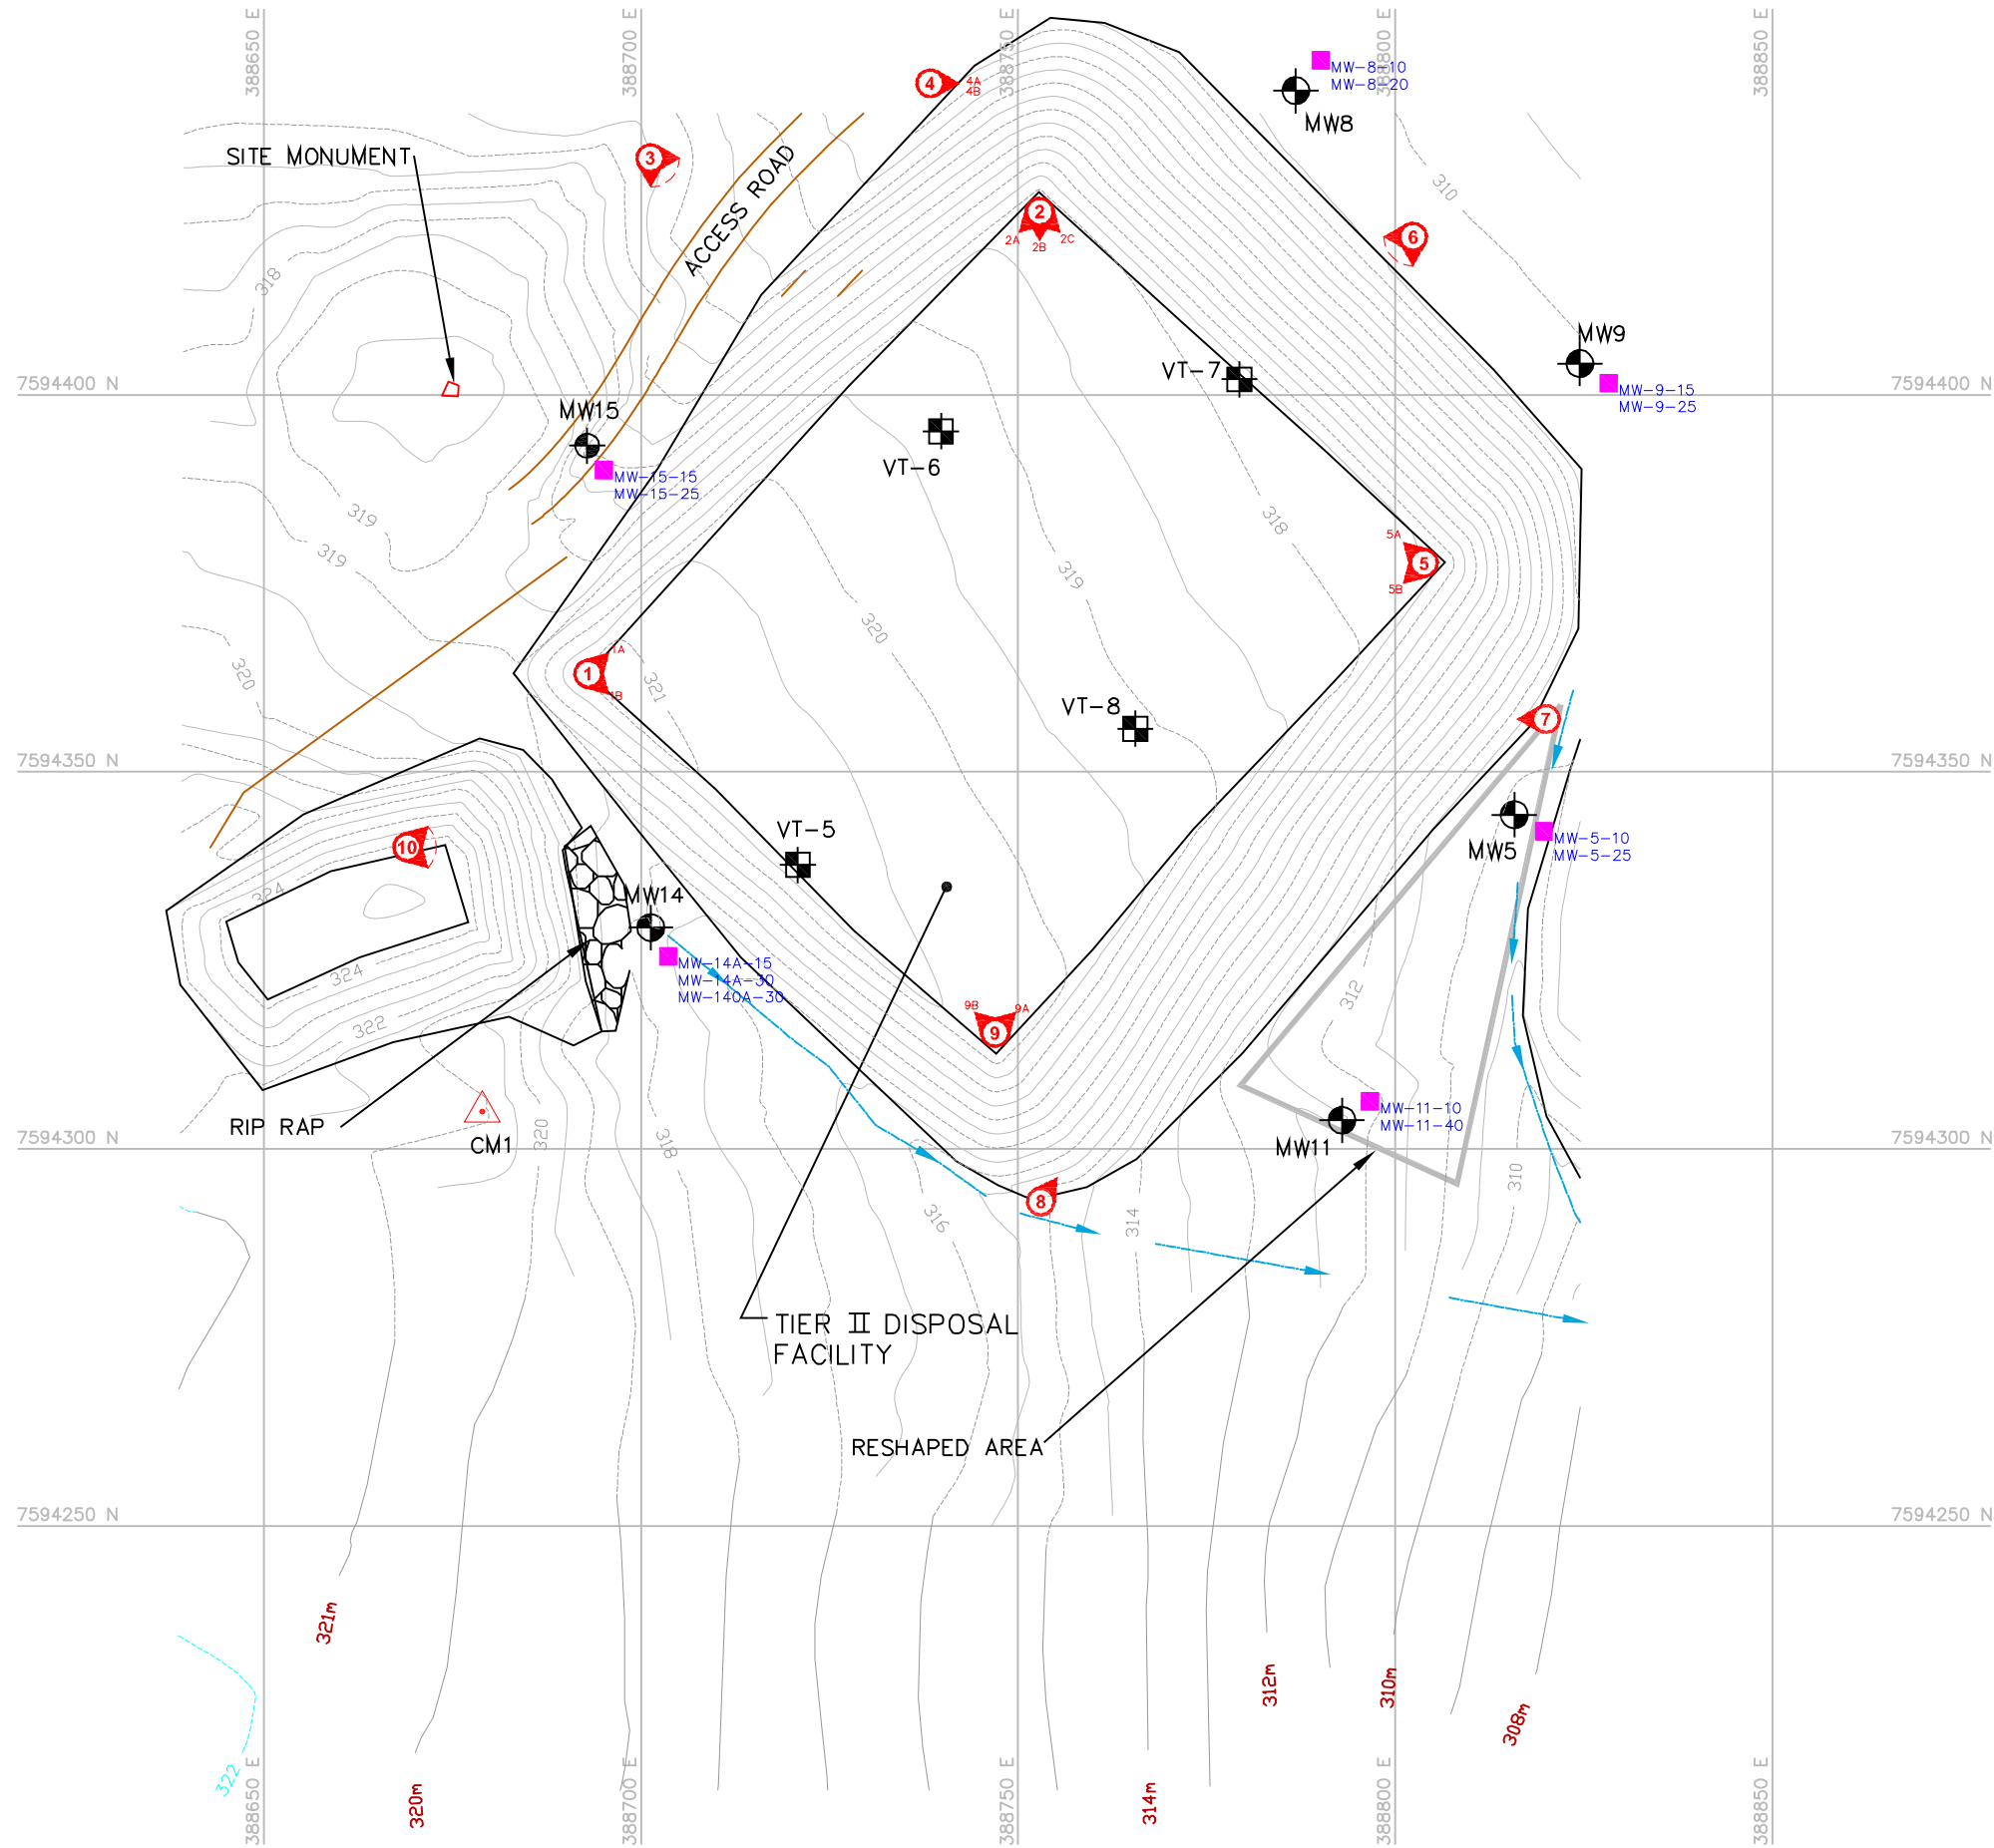 388650 E
388700 E
388750 E
388800 E
388850 E
MW-8-10
MW-8-20
MW8
4
4A
4B
3
SITE MONUMENT
ACCESS ROAD
310
2
2A
2B
2C
6
318
MW9
MW-9-15
MW-9-25
7594400 N
7594400 N
VT-7
MW15
VT-6
MW-15-15
MW-15-25
319
319
318
5A
5
5B
319
320
320
1A
1
1B
321
VT-8
7
7594350 N
7594350 N
VT-5
10
MW5
MW-5-10
MW-5-25
324
MW14
324
MW-14A-15
MW-14A-30
MW-140A-30
312
9B
9A
9
322
RIP RAP
CM1
320
318
MW-11-10
MW-11-40
MW11
7594300 N
7594300 N
310
8
316
314
TIER II DISPOSAL
FACILITY
RESHAPED AREA
7594250 N
7594250 N
321m
312m
310m
308m
322
320m
314m
388650 E
388700 E
388750 E
388800 E
388850 E